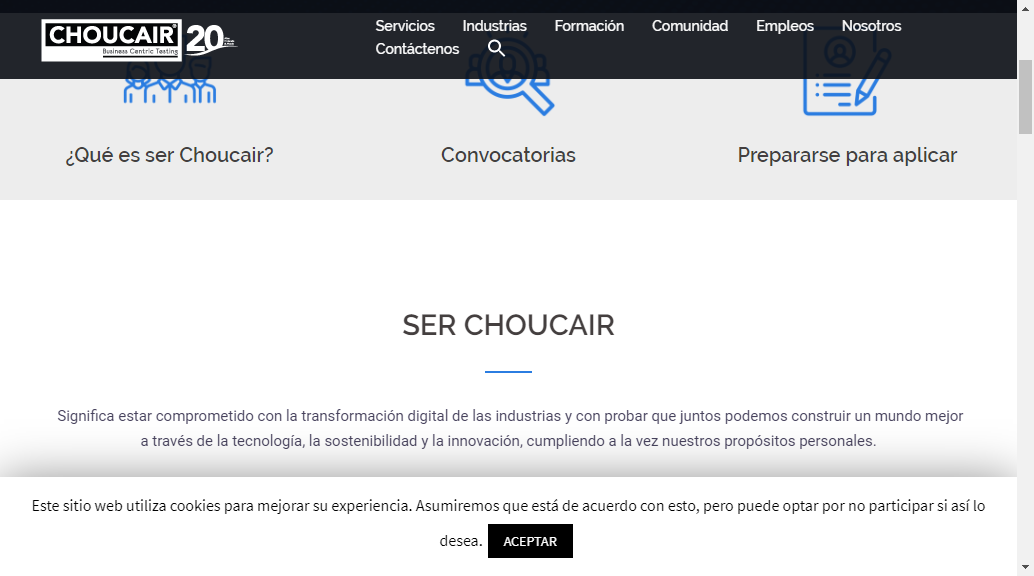 CHOUCAIR®
Business Centric Testing
20
Servicios Industrias Formación Comunidad Empleos Nosotros
Contáctenos
¿Qué es ser Choucair? Convocatorias Prepararse para aplicar
SER CHOUCAIR
Significa estar comprometido con la transformación digital de las industrias y con probar que juntos podemos construir un mundo mejor
a través de la tecnología, la sostenibilidad y la innovación, cumpliendo a la vez nuestros propósitos personales.
Este sitio web utiliza cookies para mejorar su experiencia. Asumiremos que está de acuerdo con esto, pero puede optar por no participar si así lo
desea. ACEPTAR